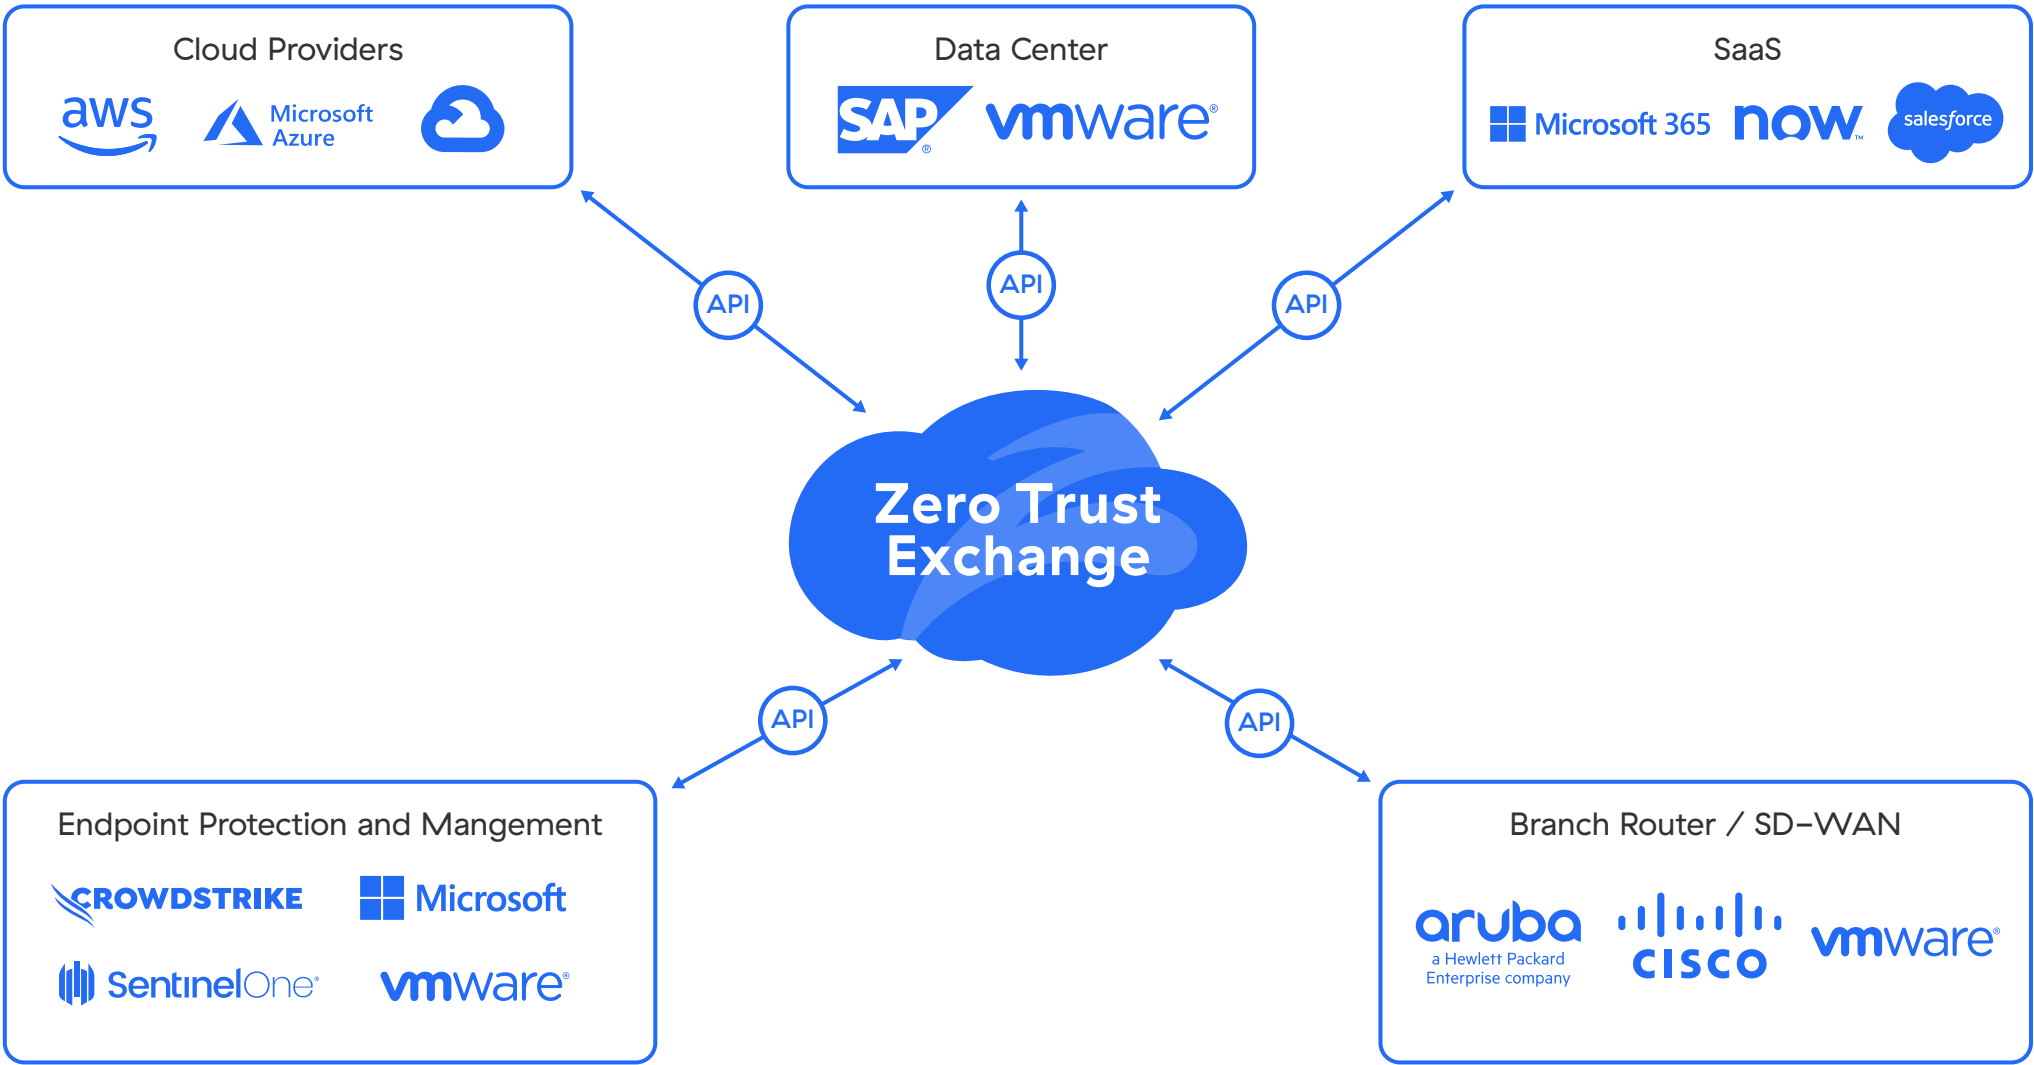 Cloud Providers
aws
Microsoft
Azure
Data Center
SAP®
vmware®
SaaS
Microsoft 365
now™
salesforce
API
API
API
Zero Trust
Exchange
API
API
Endpoint Protection and Mangement
CROWDSTRIKE
Microsoft
SentinelOne®
vmware®
Branch Router / SD-WAN
aruba
a Hewlett Packard
Enterprise company
CISCO
vmware®